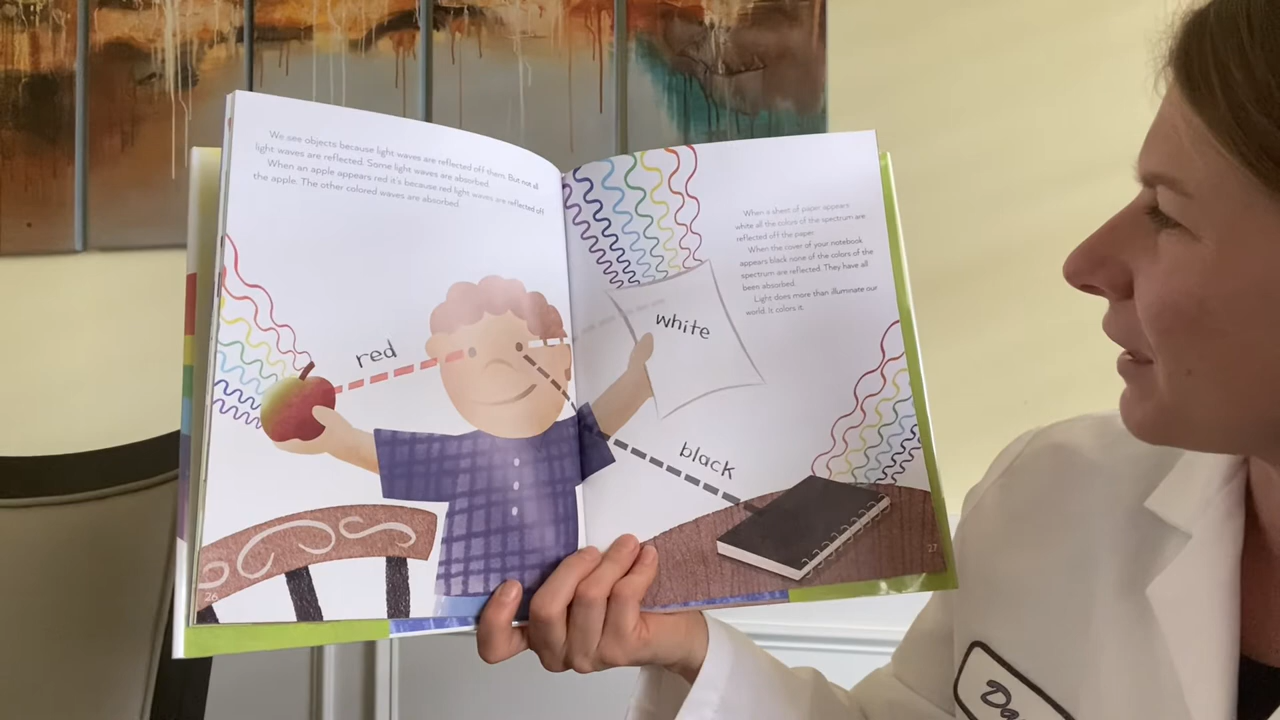 We see objects because light waves are reflected off them. But not all
light waves are reflected. Some light waves are absorbed.
When an apple appears red it's because red light waves are reflected off
the apple. The other colored waves are absorbed.
red
26
When a sheet of paper appears
white all the colors of the spectrum are
reflected off the paper.
When the cover of your notebook
appears black none of the colors of the
spectrum are reflected. They have all
been absorbed.
Light does more than illuminate our
world. It colors it.
white
black
27